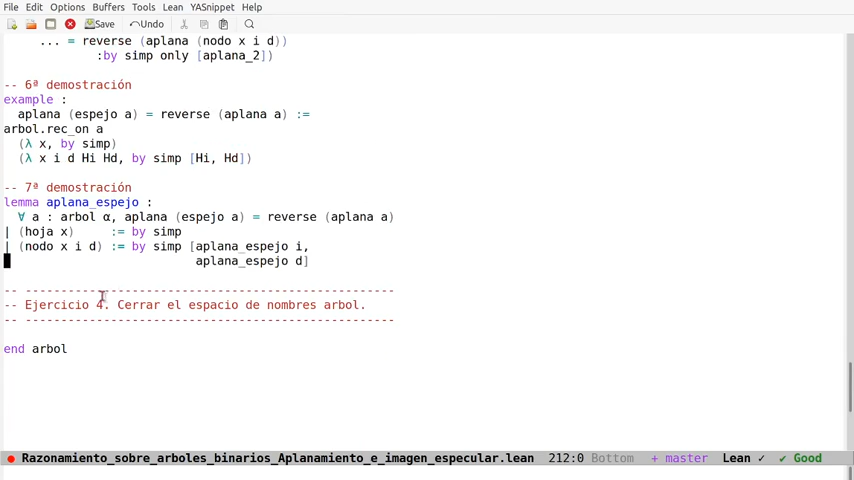 File Edit Options Buffers Tools Lean YASnippet Help
Save Undo
... = reverse (aplana (nodo x i d))
:by simp only [aplana_2])
-- 6ª demostración
example :
aplana (espejo a) = reverse (aplana a) :=
arbol.rec_on a
(λ x, by simp)
(λ x i d Hi Hd, by simp [Hi, Hd])
-- 7ª demostración
lemma aplana_espejo :
∀ a : arbol α, aplana (espejo a) = reverse (aplana a)
| (hoja x)     := by simp
| (nodo x i d) := by simp [aplana_espejo i,
aplana_espejo d]
-- ---------------------------------------------------
-- Ejercicio 4. Cerrar el espacio de nombres arbol.
-- ---------------------------------------------------
end arbol
Razonamiento_sobre_arboles_binarios_Aplanamiento_e_imagen_especular.lean 212:0 Bottom + master Lean ✓ ✔ Good